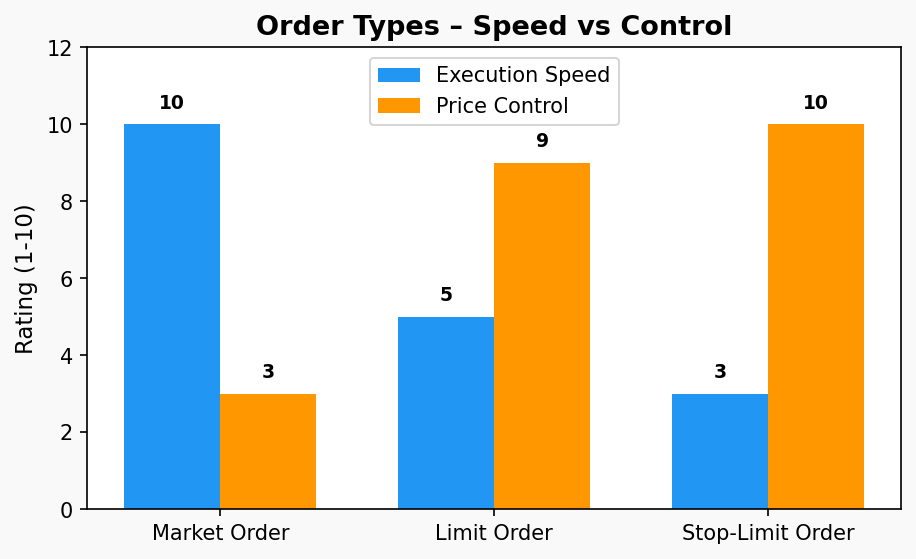 Order Types – Speed vs Control
Execution Speed
Price Control
Rating (1-10)
12
10
8
6
4
2
0
10
3
5
9
3
10
Market Order
Limit Order
Stop-Limit Order